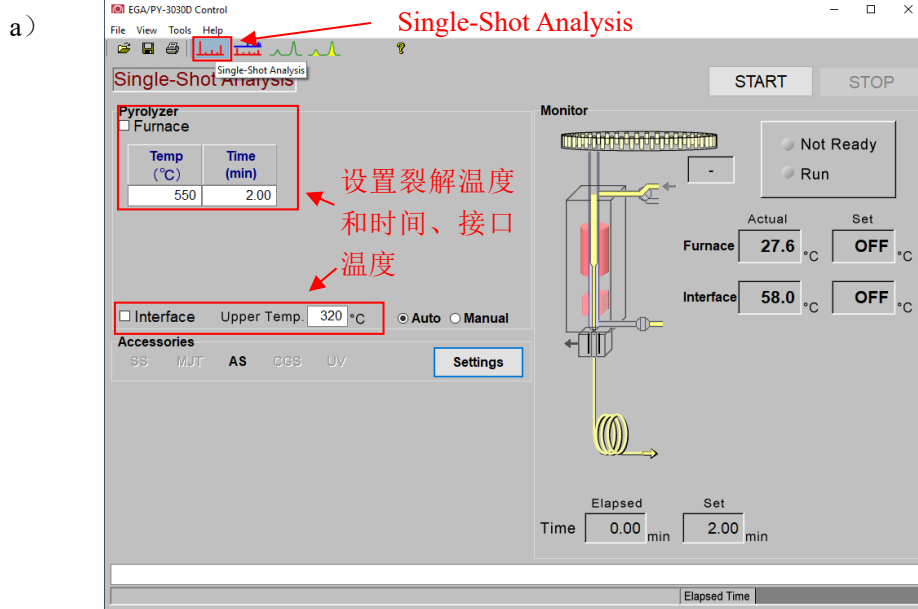 a）
EGA/PY-3030D Control
File View Tools Help
Single-Shot Analysis
?
Single-Shot Analysis
Single-Shot Analysis
START
STOP
Pyrolyzer
Furnace
Temp
(°C)
Time
(min)
550
2.00
设置裂解温度
和时间、接口
温度
Interface Upper Temp. 320 °C Auto Manual
Accessories
SS MJT AS CGS UV Settings
Monitor
-
Not Ready
Run
Actual Set
Furnace 27.6 °C OFF °C
Interface 58.0 °C OFF °C
Elapsed Set
Time 0.00 min 2.00 min
Elapsed Time